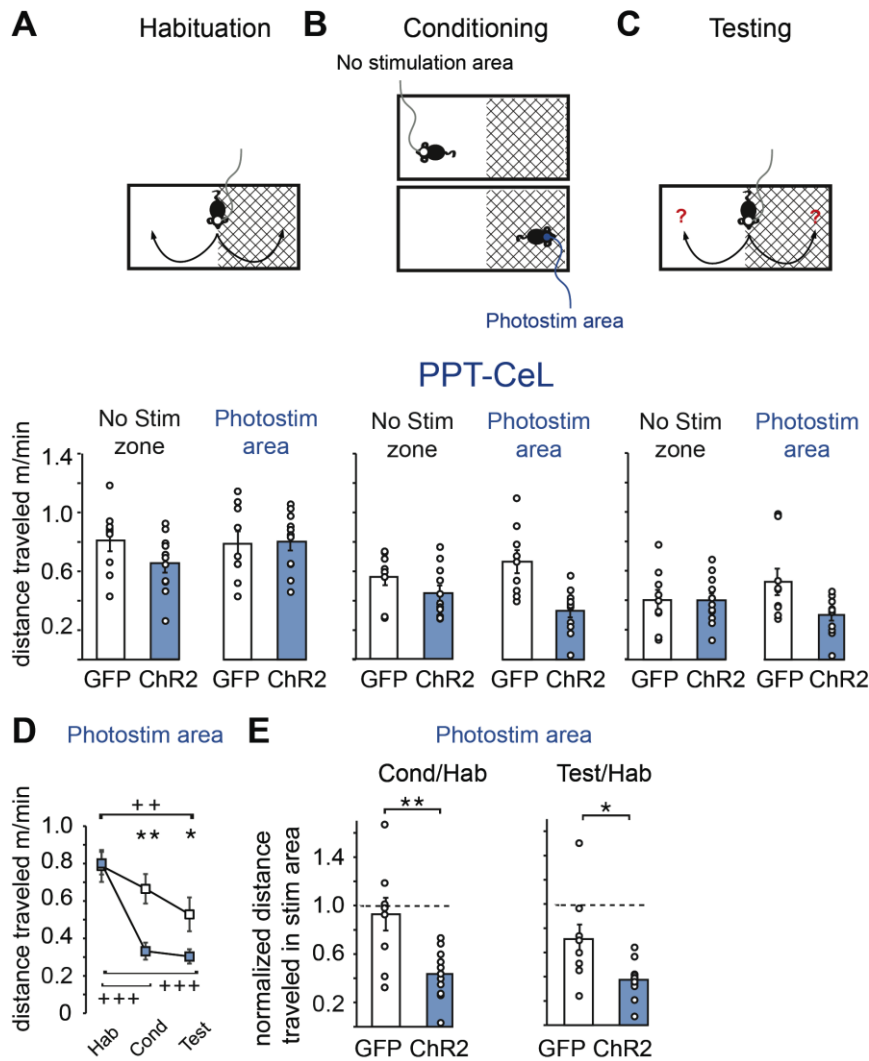 A Habituation
B Conditioning
C Testing
No stimulation area
? ?
Photostim area
PPT-CeL
No Stim zone
Photostim area
No Stim zone
Photostim area
No Stim zone
Photostim area
distance traveled m/min
1.4
1.0
0.6
0.2
GFP ChR2 GFP ChR2
GFP ChR2 GFP ChR2
GFP ChR2 GFP ChR2
D Photostim area
distance traveled m/min
1.0
0.8
0.6
0.4
0.2
0
++
** *
+++ +++
Hab Cond Test
E Photostim area
Cond/Hab
Test/Hab
normalized distance
traveled in stim area
1.4
1.0
0.6
0.2
**
*
GFP ChR2
GFP ChR2